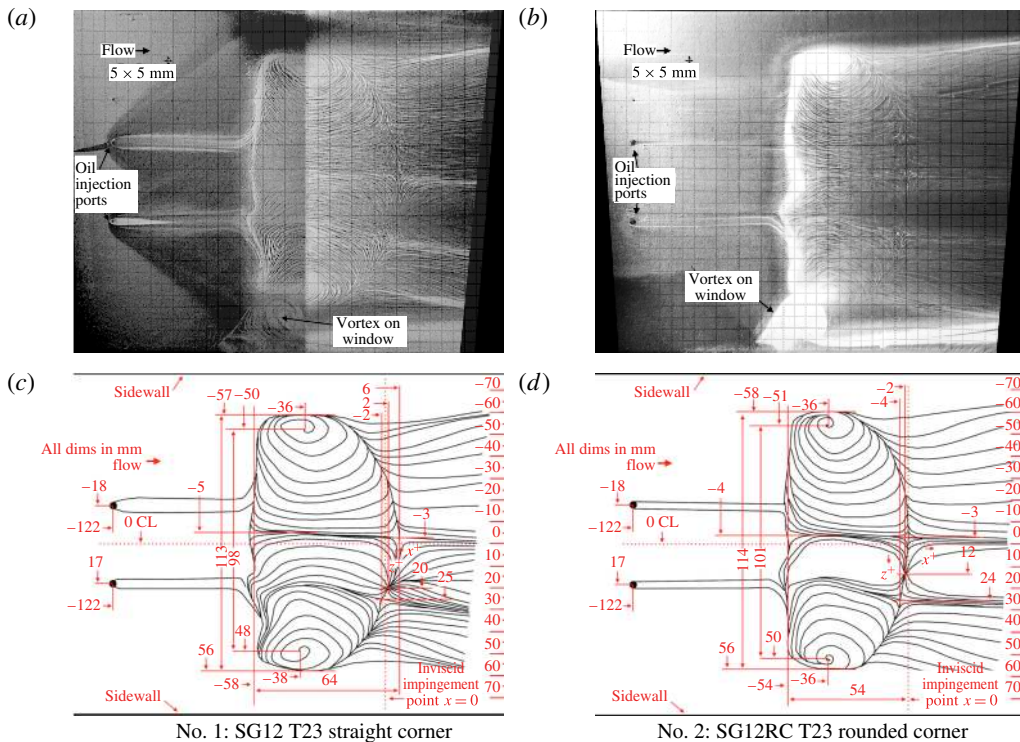 (a)
Flow
5 × 5 mm
Oil
injection
ports
Vortex on
window
(b)
Flow
5 × 5 mm
Oil
injection
ports
Vortex on
window
(c)
Sidewall
−57
−50
−36
6
2
−2
−70
−60
−50
−40
−30
−20
−10
0
10
20
30
40
50
60
70
All dims in mm
flow
−18
−122
0 CL
−5
−3
113
98
x+
z+
20
25
17
−122
48
56
−58
−38
64
Inviscid
impingement
point x = 0
Sidewall
No. 1: SG12 T23 straight corner
(d)
Sidewall
−58
−51
−36
−2
−4
−70
−60
−50
−40
−30
−20
−10
0
10
20
30
40
50
60
70
All dims in mm
flow
−18
−122
0 CL
−4
−3
114
101
x+
z+
12
24
17
−122
50
56
−54
−36
54
Inviscid
impingement
point x = 0
Sidewall
No. 2: SG12RC T23 rounded corner